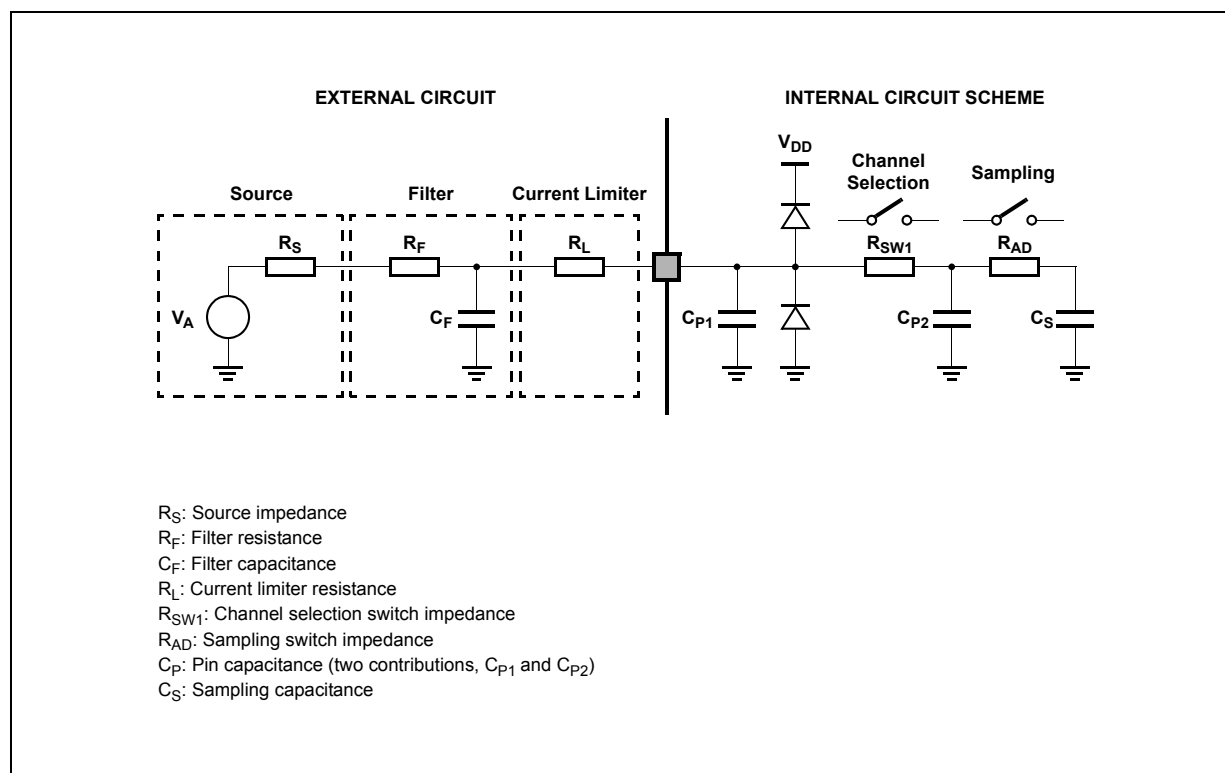 EXTERNAL CIRCUIT
INTERNAL CIRCUIT SCHEME
VDD
Channel
Selection
Sampling
Source
Filter
Current Limiter
RS
RF
RL
RSW1
RAD
VA
CF
CP1
CP2
CS
RS: Source impedance
RF: Filter resistance
CF: Filter capacitance
RL: Current limiter resistance
RSW1: Channel selection switch impedance
RAD: Sampling switch impedance
CP: Pin capacitance (two contributions, CP1 and CP2)
CS: Sampling capacitance